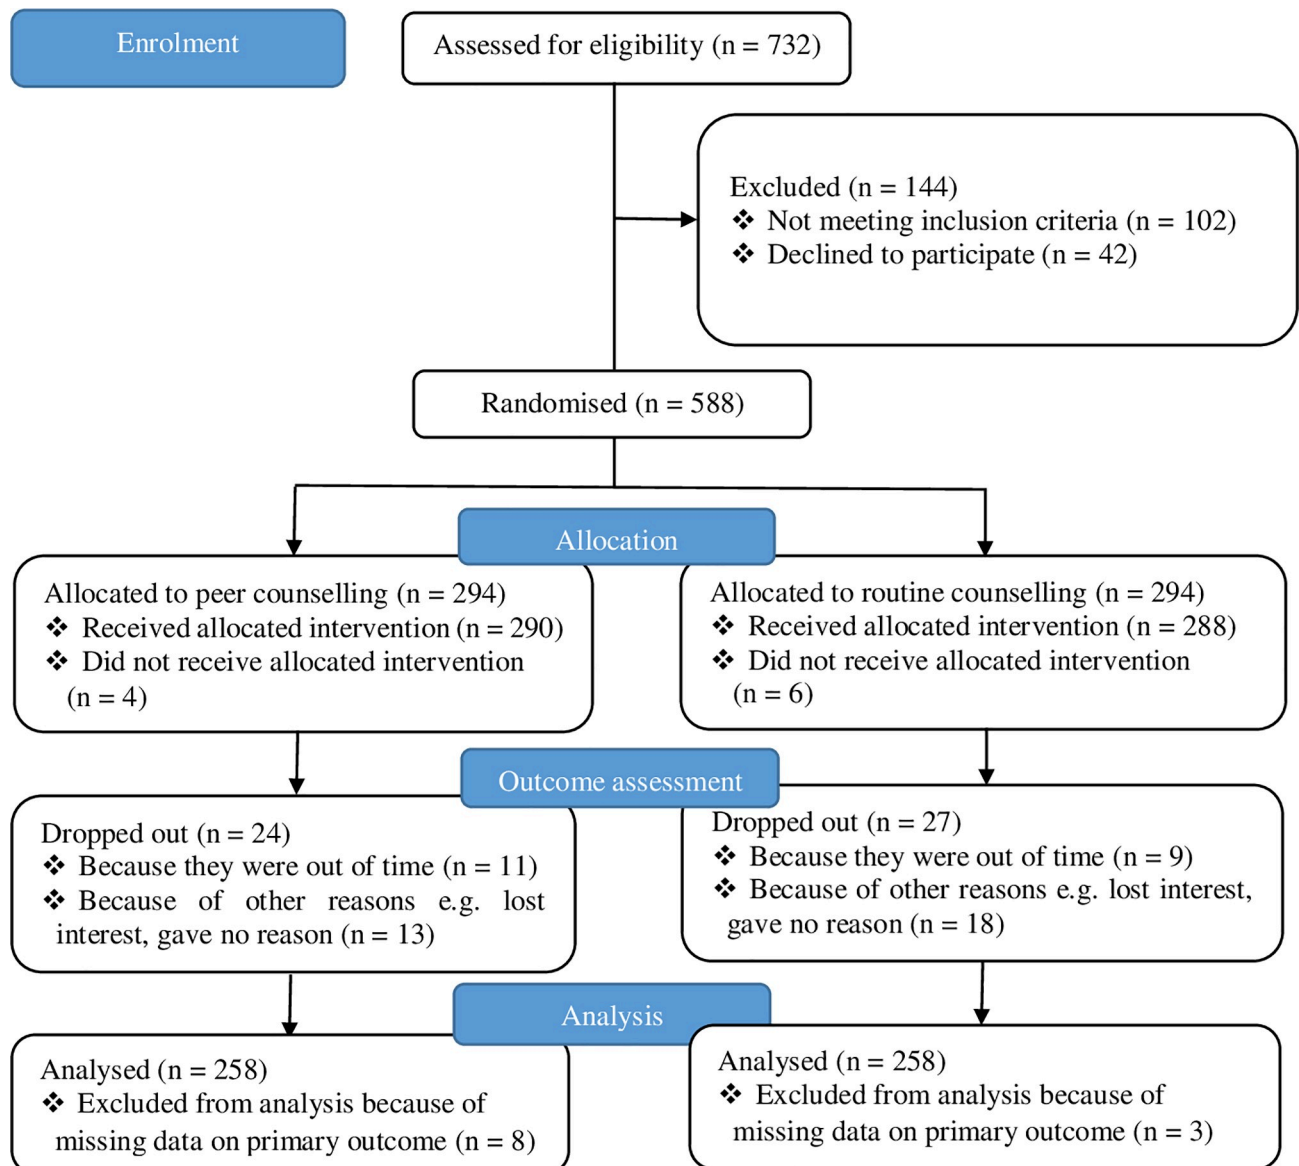 Enrolment
Assessed for eligibility (n = 732)
Excluded (n = 144)
❖ Not meeting inclusion criteria (n = 102)
❖ Declined to participate (n = 42)
Randomised (n = 588)
Allocation
Allocated to peer counselling (n = 294)
❖ Received allocated intervention (n = 290)
❖ Did not receive allocated intervention
(n = 4)
Allocated to routine counselling (n = 294)
❖ Received allocated intervention (n = 288)
❖ Did not receive allocated intervention
(n = 6)
Outcome assessment
Dropped out (n = 24)
❖ Because they were out of time (n = 11)
❖ Because of other reasons e.g. lost
interest, gave no reason (n = 13)
Dropped out (n = 27)
❖ Because they were out of time (n = 9)
❖ Because of other reasons e.g. lost interest,
gave no reason (n = 18)
Analysis
Analysed (n = 258)
❖ Excluded from analysis because of
missing data on primary outcome (n = 8)
Analysed (n = 258)
❖ Excluded from analysis because of
missing data on primary outcome (n = 3)